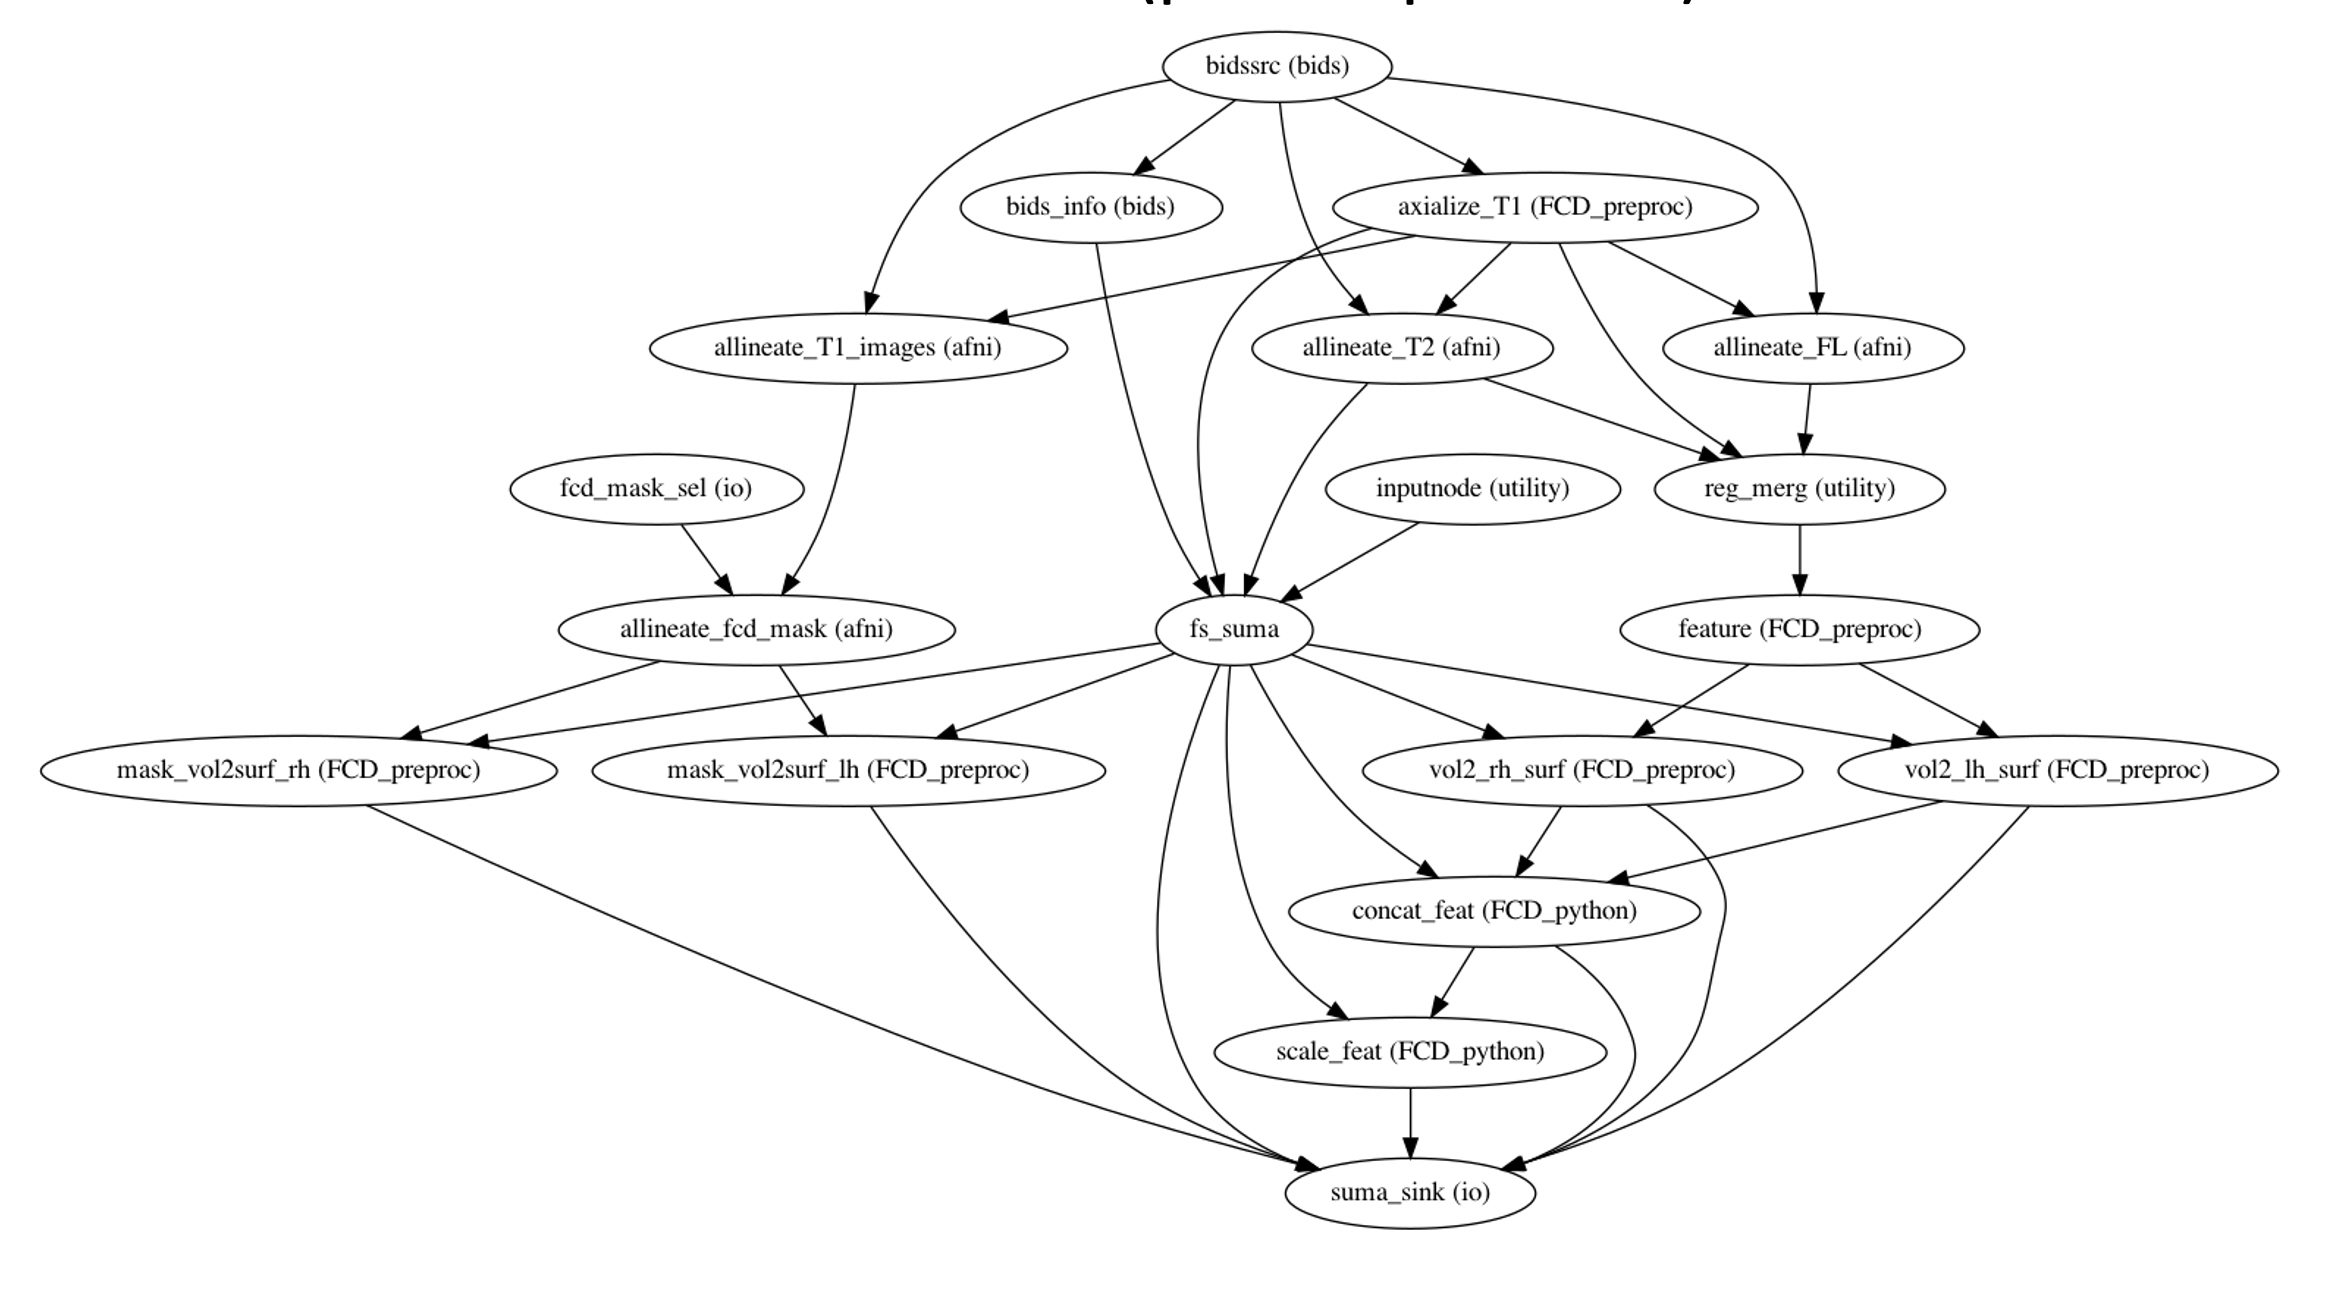 bidssrc (bids)
bids_info (bids)
axialize_T1 (FCD_preproc)
allineate_T1_images (afni)
allineate_T2 (afni)
allineate_FL (afni)
fcd_mask_sel (io)
inputnode (utility)
reg_merg (utility)
allineate_fcd_mask (afni)
fs_suma
feature (FCD_preproc)
mask_vol2surf_rh (FCD_preproc)
mask_vol2surf_lh (FCD_preproc)
vol2_rh_surf (FCD_preproc)
vol2_lh_surf (FCD_preproc)
concat_feat (FCD_python)
scale_feat (FCD_python)
suma_sink (io)